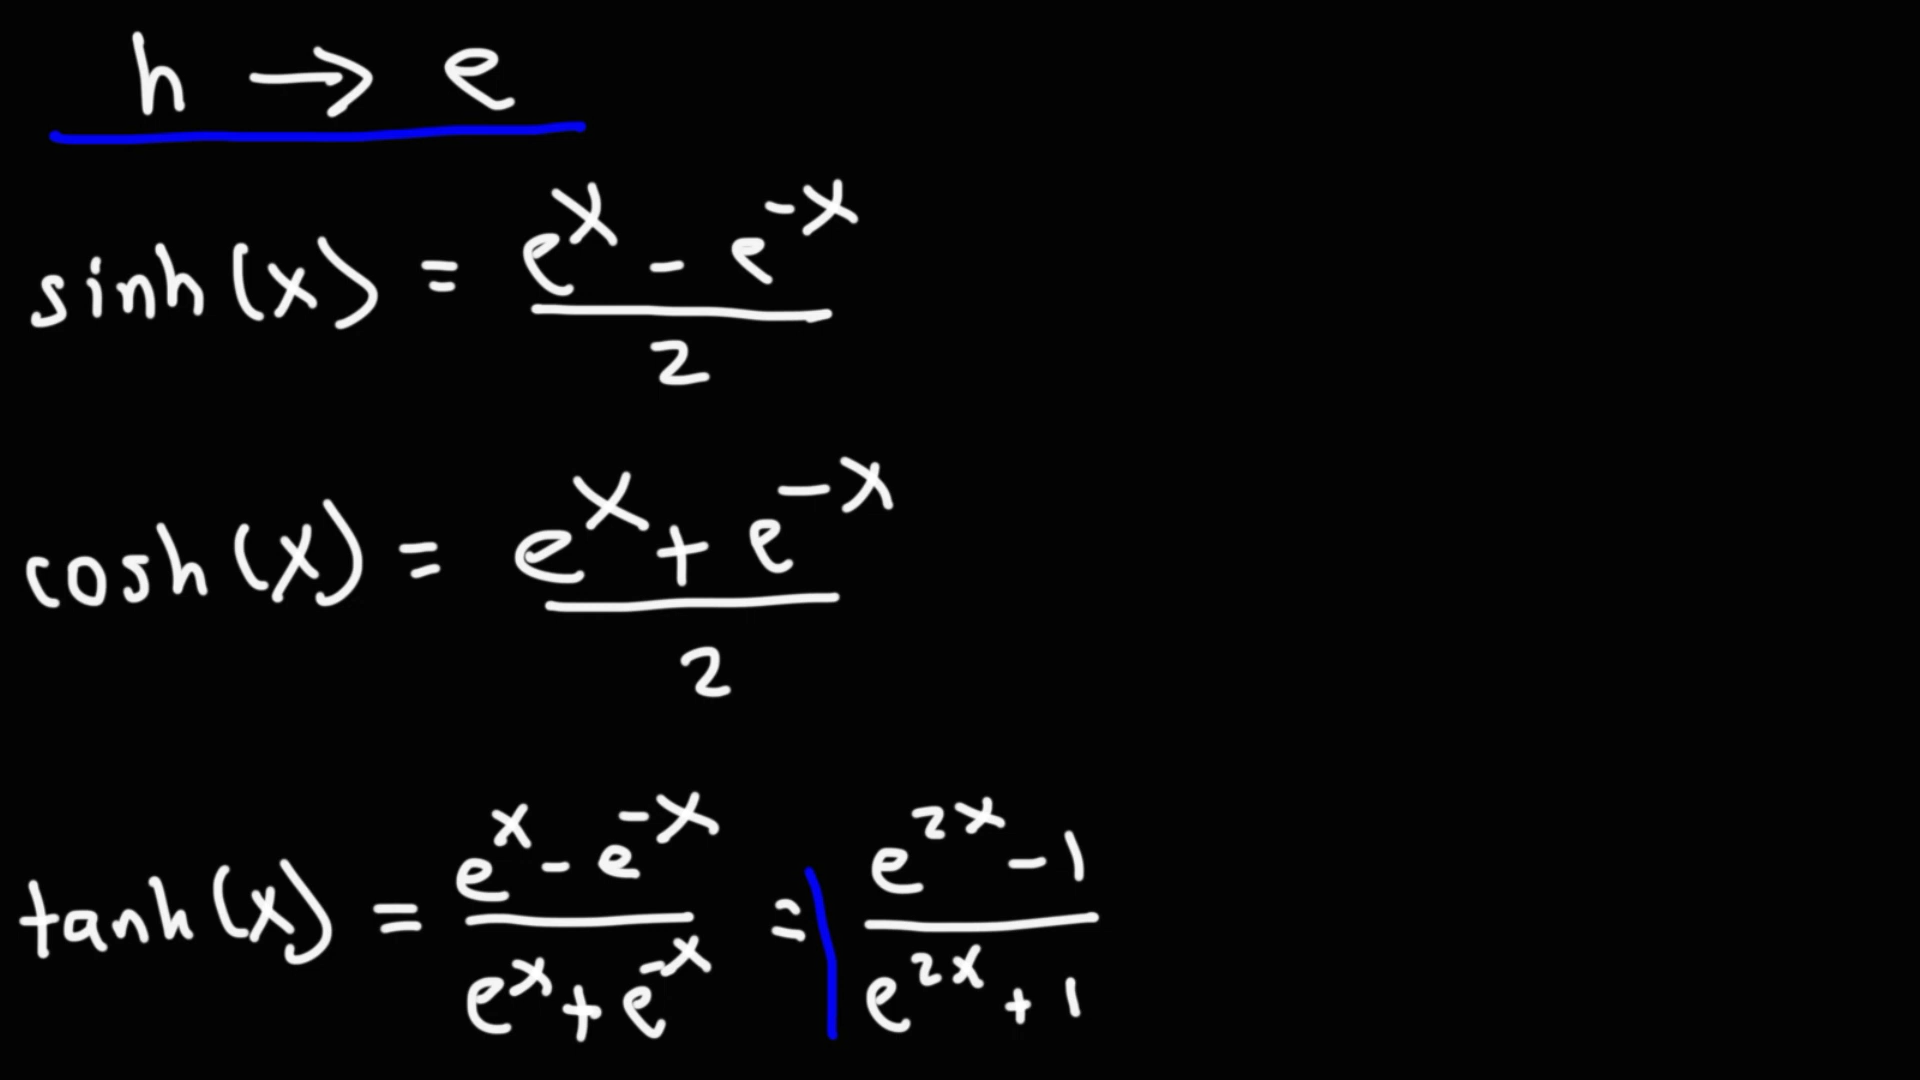 h → e
sinh(x) = (e^x - e^-x)/2
cosh(x) = (e^x + e^-x)/2
tanh(x) = (e^x - e^-x)/(e^x + e^-x) = (e^2x - 1)/(e^2x + 1)